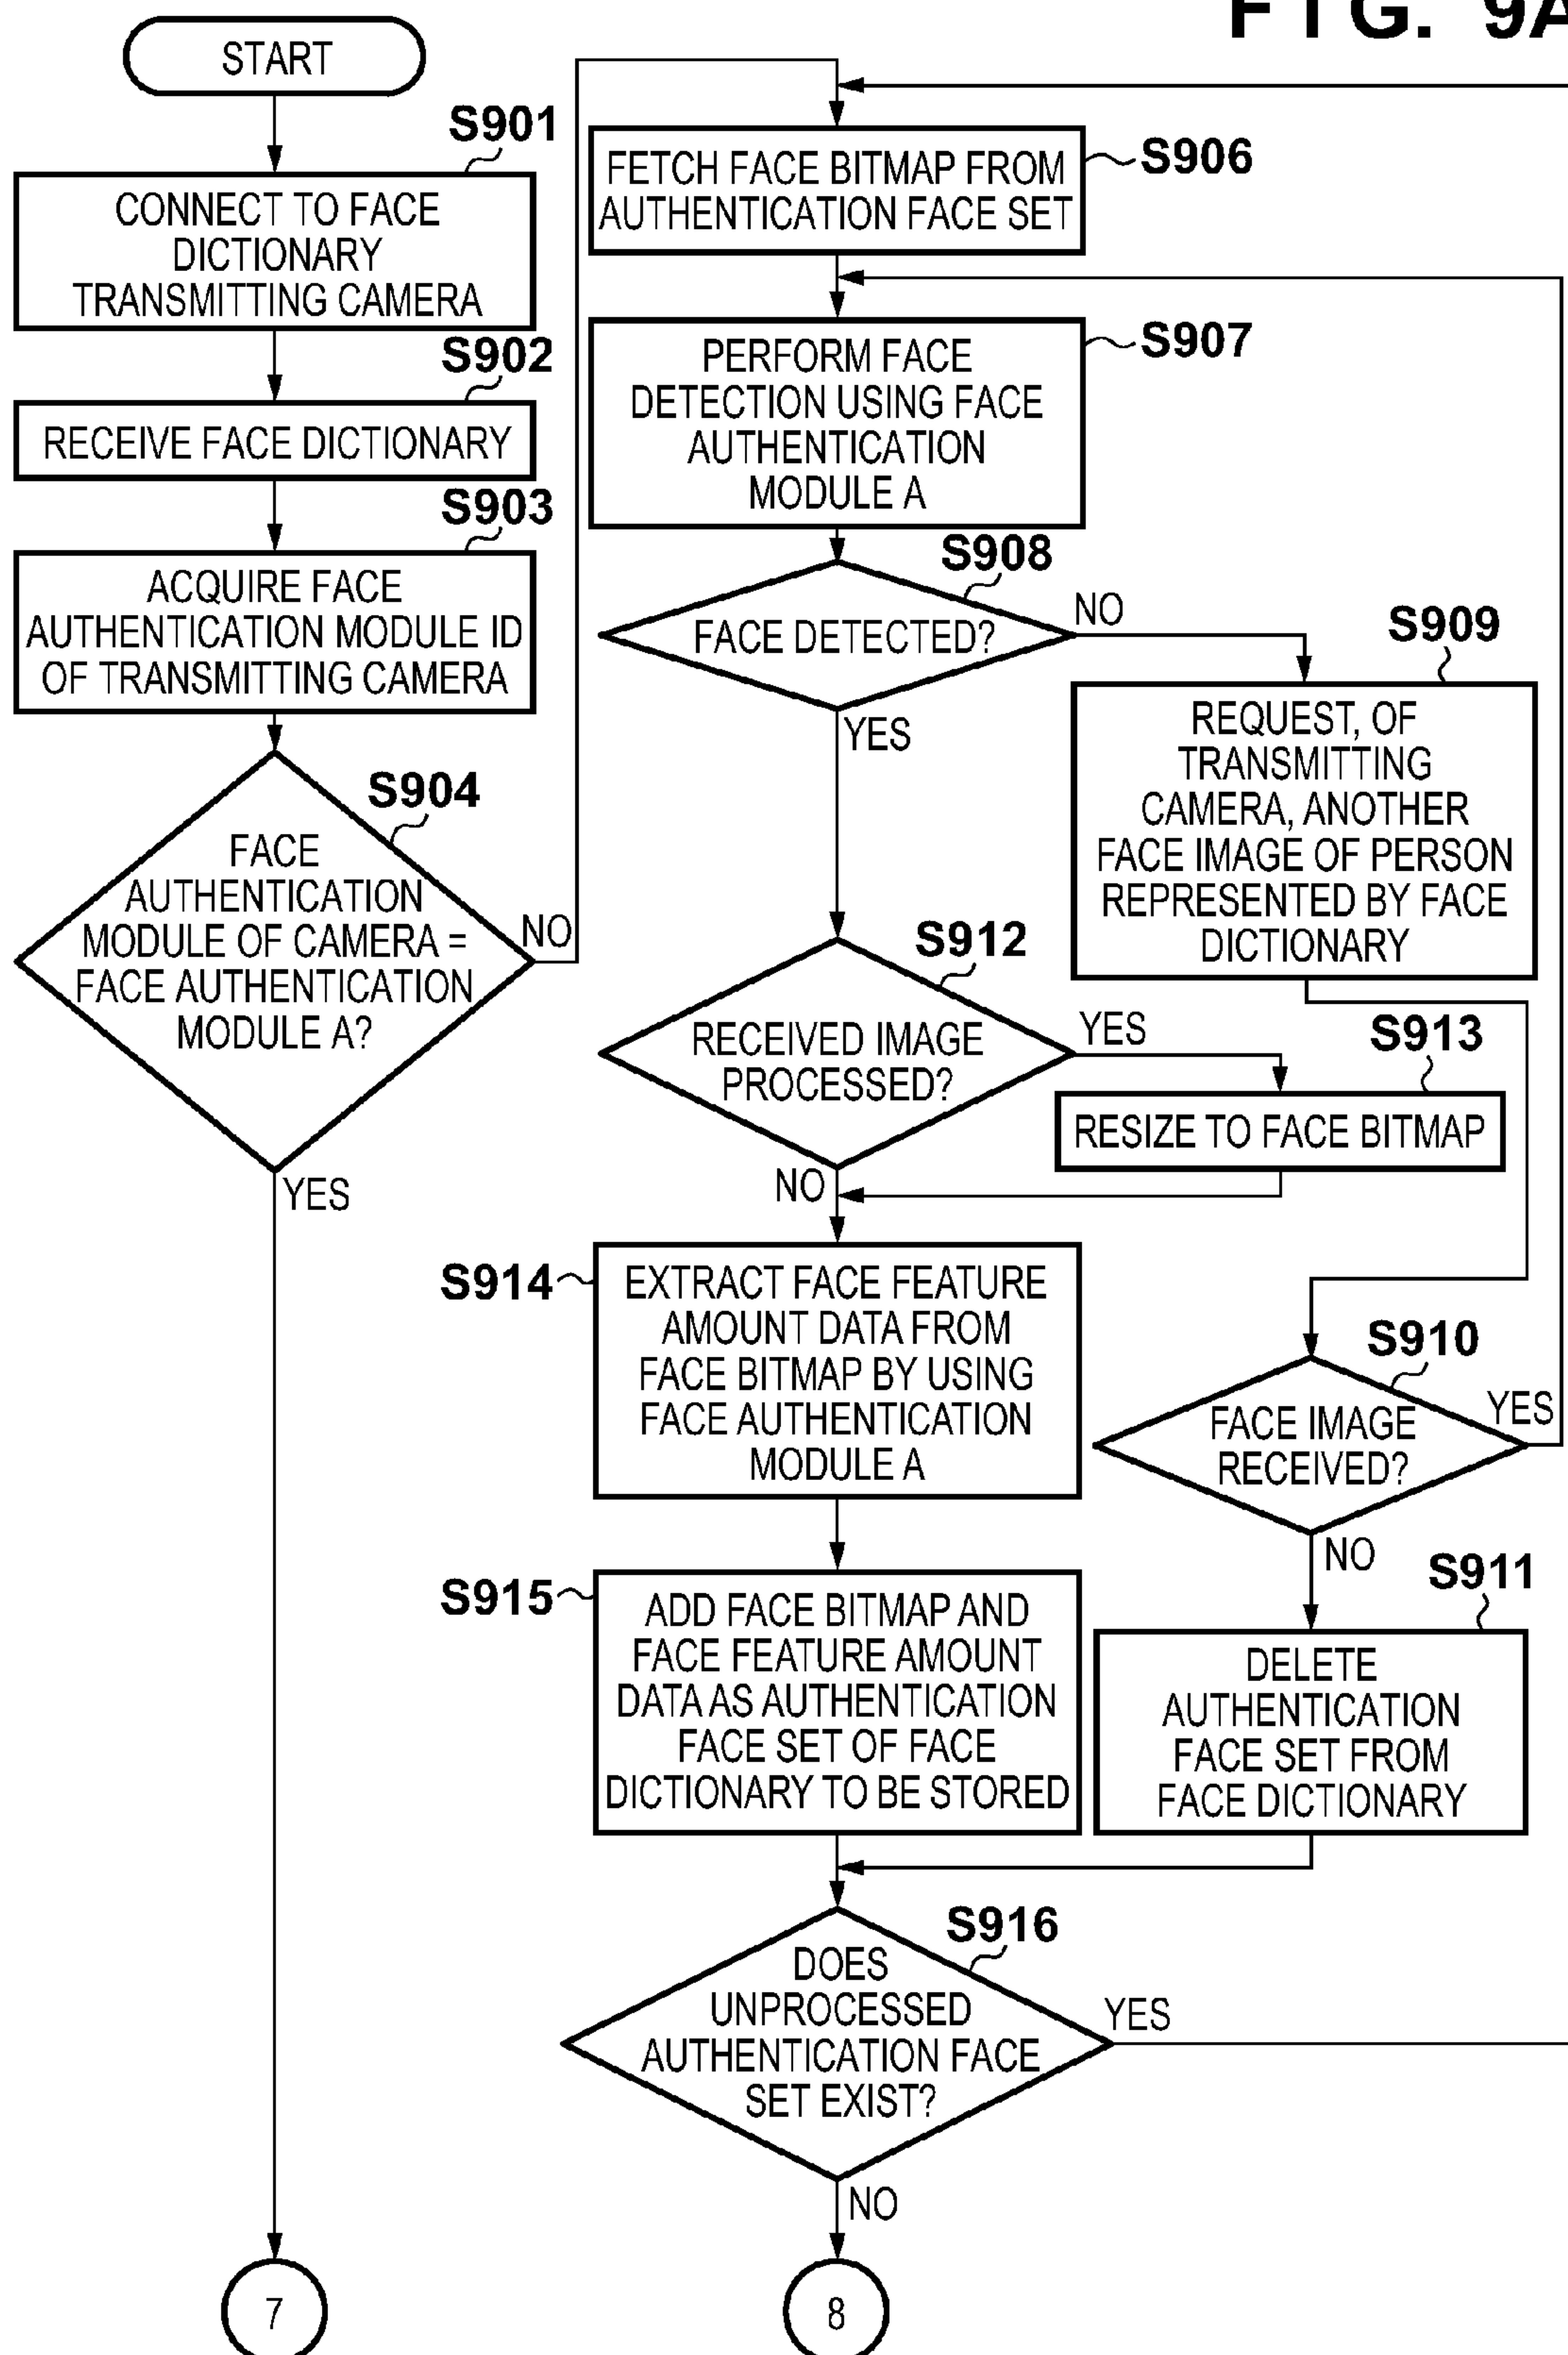 FIG. 9A
START
S901
CONNECT TO FACE
DICTIONARY
TRANSMITTING CAMERA
S902
RECEIVE FACE DICTIONARY
S903
ACQUIRE FACE
AUTHENTICATION MODULE ID
OF TRANSMITTING CAMERA
S904
FACE
AUTHENTICATION
MODULE OF CAMERA =
FACE AUTHENTICATION
MODULE A?
NO
YES
7
S906
FETCH FACE BITMAP FROM
AUTHENTICATION FACE SET
S907
PERFORM FACE
DETECTION USING FACE
AUTHENTICATION
MODULE A
S908
FACE DETECTED?
NO
YES
S909
REQUEST, OF
TRANSMITTING
CAMERA, ANOTHER
FACE IMAGE OF PERSON
REPRESENTED BY FACE
DICTIONARY
S912
RECEIVED IMAGE
PROCESSED?
YES
NO
S913
RESIZE TO FACE BITMAP
S914
EXTRACT FACE FEATURE
AMOUNT DATA FROM
FACE BITMAP BY USING
FACE AUTHENTICATION
MODULE A
S910
FACE IMAGE
RECEIVED?
YES
NO
S915
ADD FACE BITMAP AND
FACE FEATURE AMOUNT
DATA AS AUTHENTICATION
FACE SET OF FACE
DICTIONARY TO BE STORED
S911
DELETE
AUTHENTICATION
FACE SET FROM
FACE DICTIONARY
S916
DOES
UNPROCESSED
AUTHENTICATION FACE
SET EXIST?
YES
NO
8